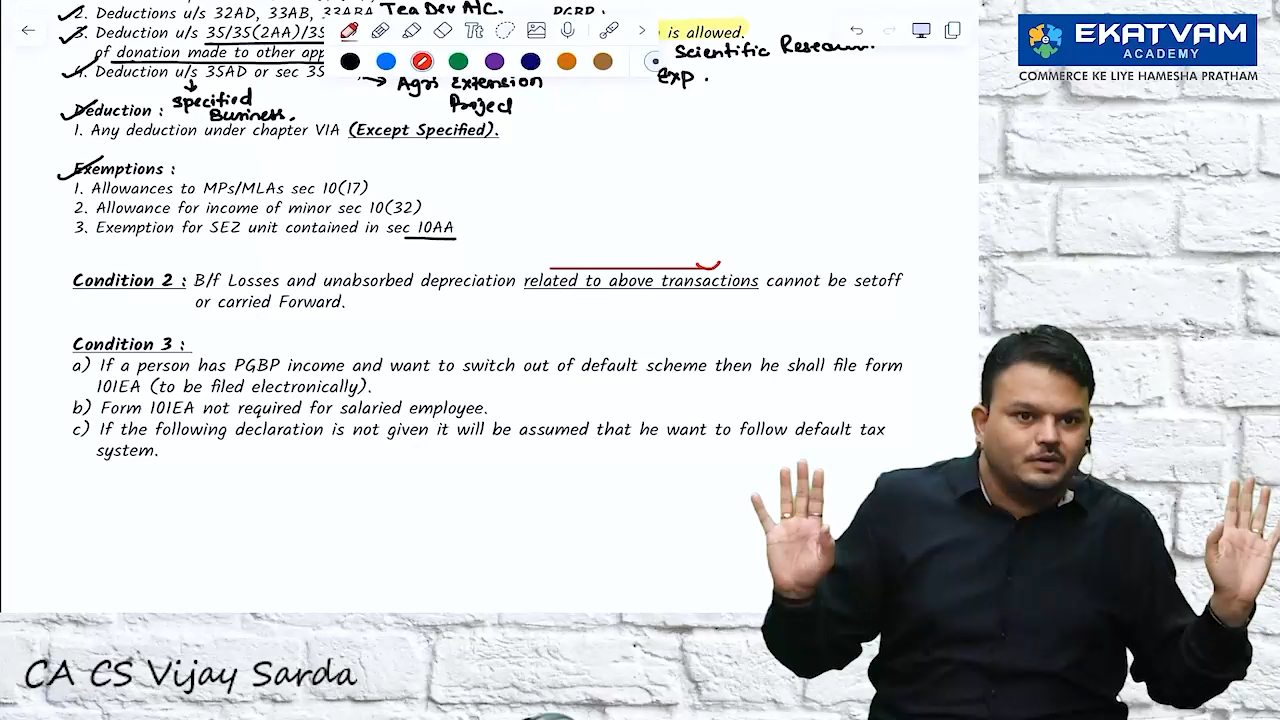 2. Deductions u/s 32AD, 33AB, 33ABA Tea Dev A/C. PGBP.
3. Deduction u/s 35/35(2AA)/35 is allowed.
of donation made to other Scientific Research
exp.
4. Deduction u/s 35AD or sec 35
→ Agri Extension Project
Specified Business.
Deduction :
1. Any deduction under chapter VIA (Except Specified).
Exemptions :
1. Allowances to MPs/MLAs sec 10(17)
2. Allowance for income of minor sec 10(32)
3. Exemption for SEZ unit contained in sec 10AA
Condition 2 : B/f Losses and unabsorbed depreciation related to above transactions cannot be setoff
or carried Forward.
Condition 3 :
a) If a person has PGBP income and want to switch out of default scheme then he shall file form
101EA (to be filed electronically).
b) Form 101EA not required for salaried employee.
c) If the following declaration is not given it will be assumed that he want to follow default tax
system.
EKATVAM
ACADEMY
COMMERCE KE LIYE HAMESHA PRATHAM
CA CS Vijay Sarda